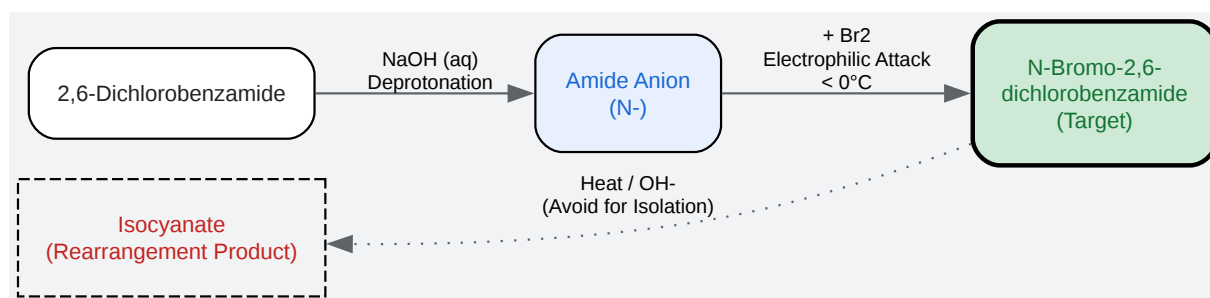 2,6-Dichlorobenzamide
NaOH (aq)
Deprotonation
Amide Anion
(N-)
+ Br2
Electrophilic Attack
< 0°C
N-Bromo-2,6-
dichlorobenzamide
(Target)
Heat / OH-
(Avoid for Isolation)
Isocyanate
(Rearrangement Product)